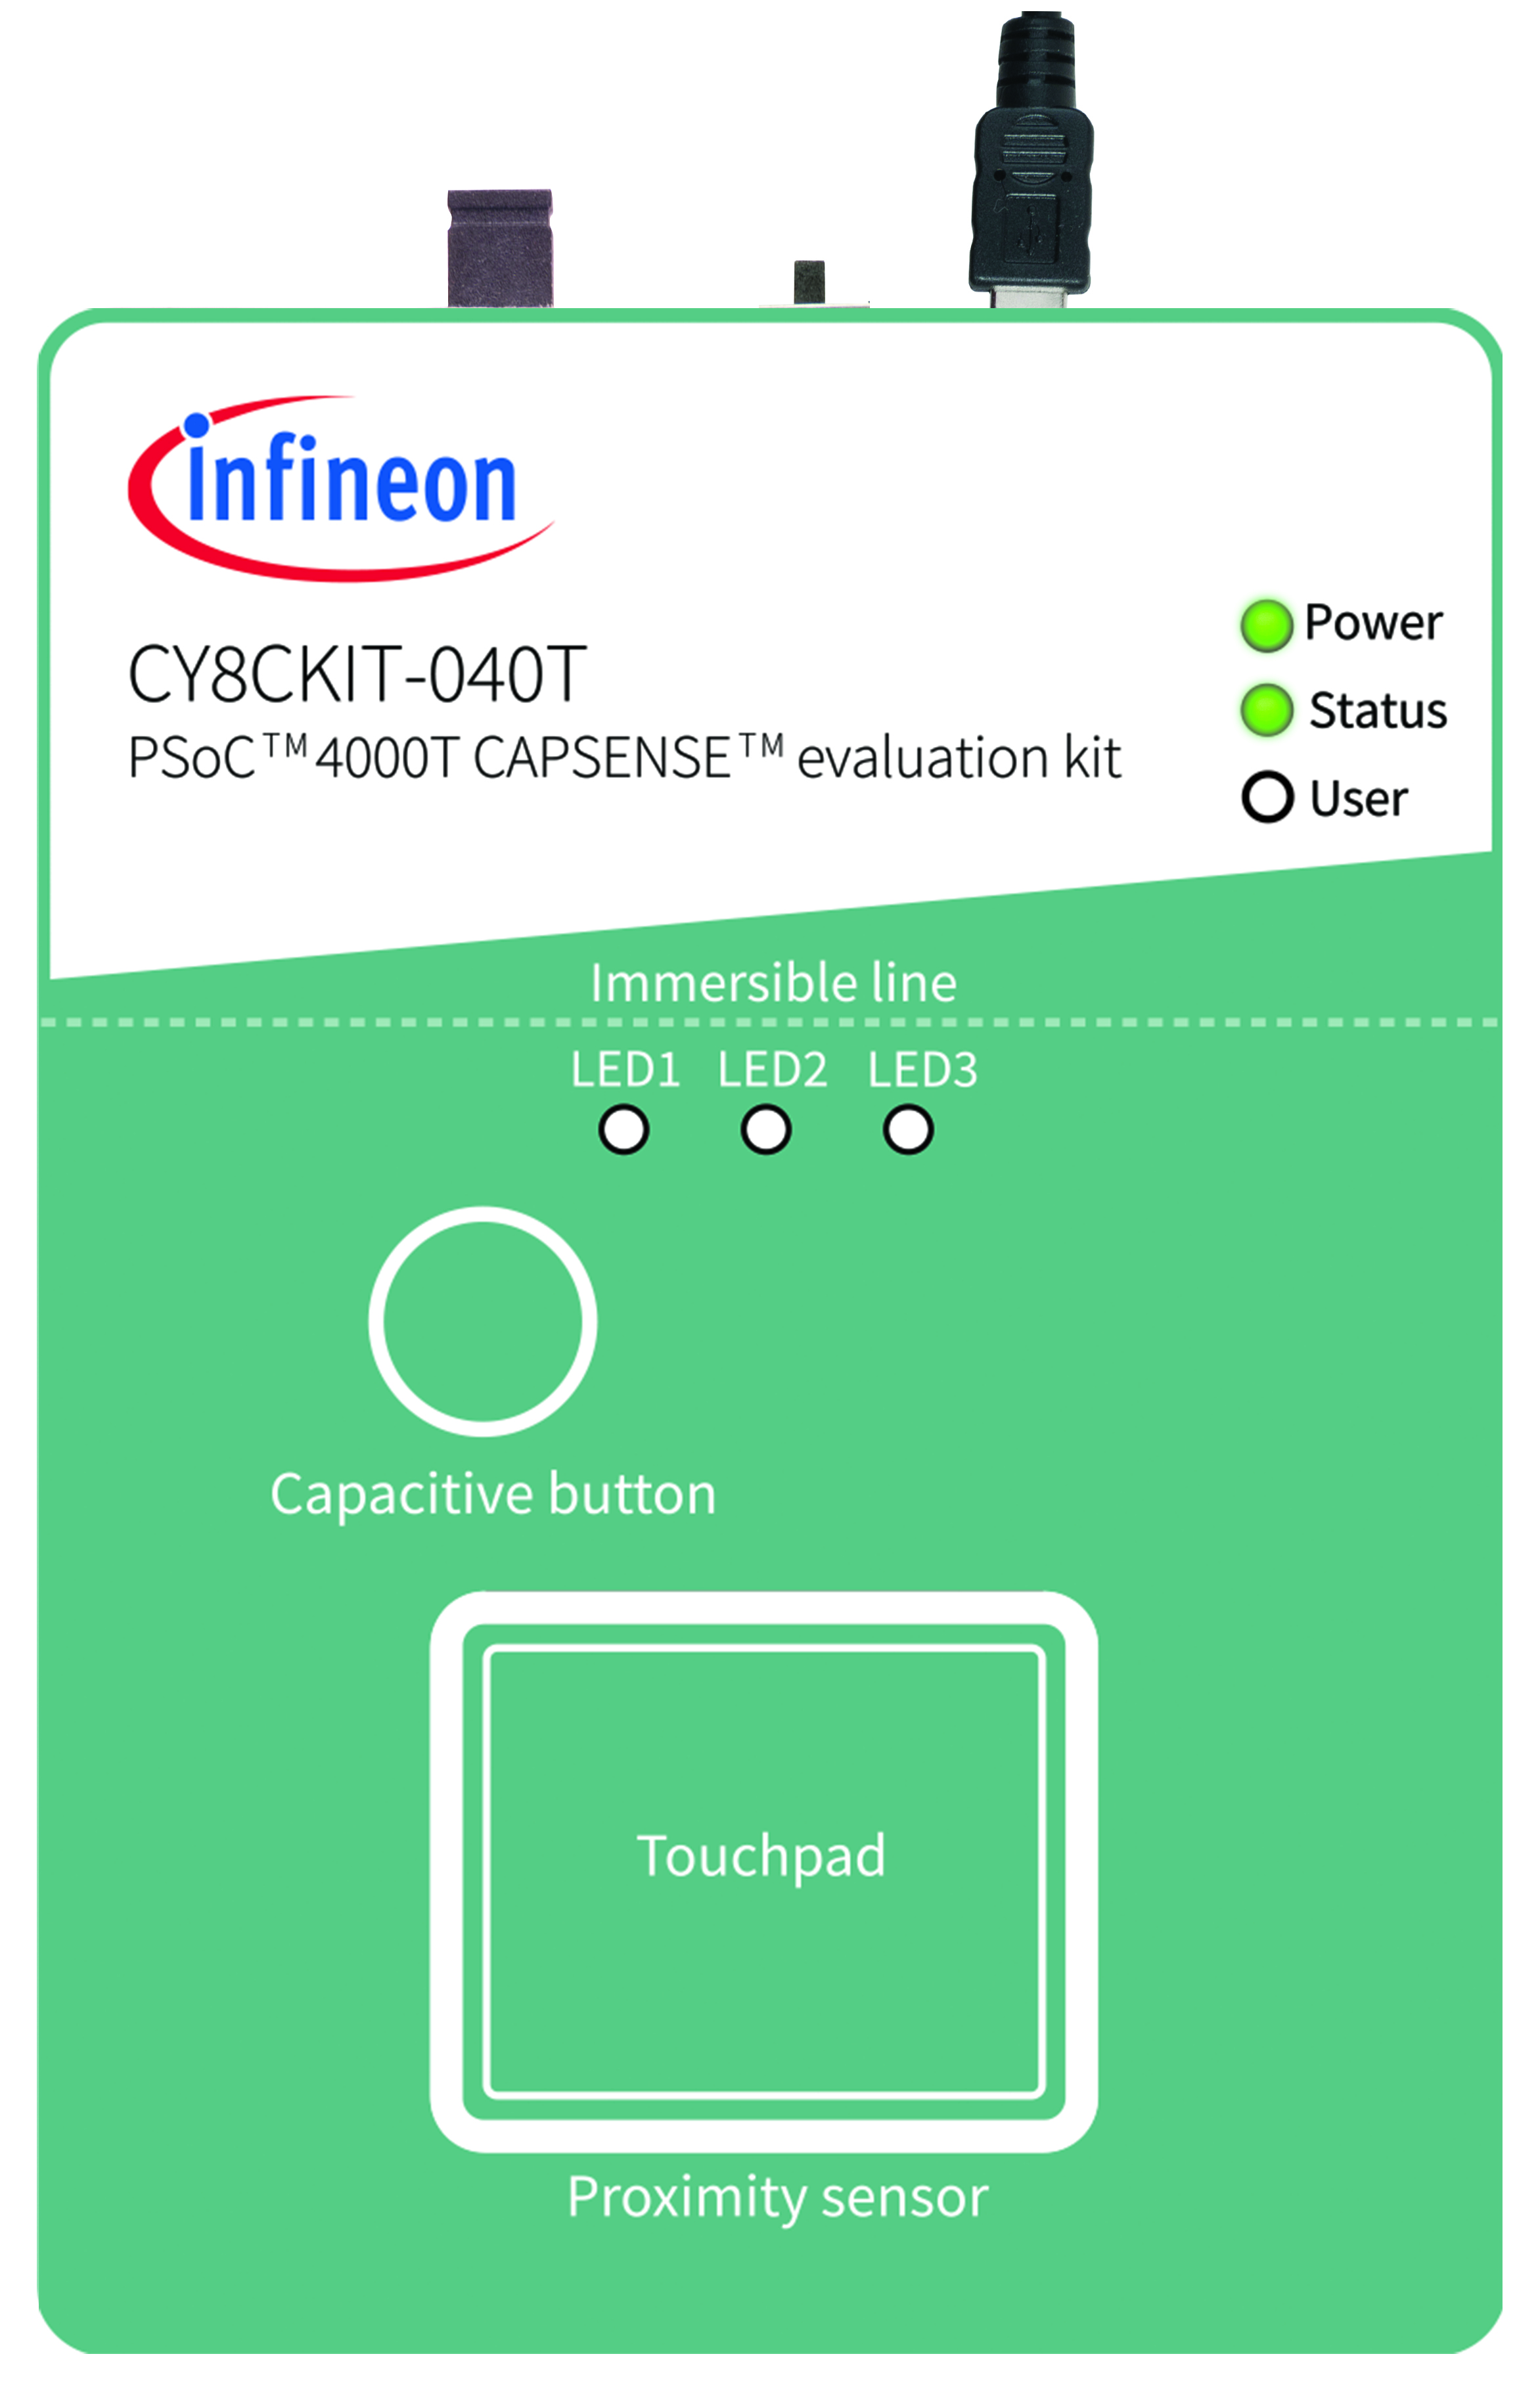 infineon
CY8CKIT-040T
PSoC™ 4000T CAPSENSE™ evaluation kit
Power
Status
User
Immersible line
LED1 LED2 LED3
Capacitive button
Touchpad
Proximity sensor